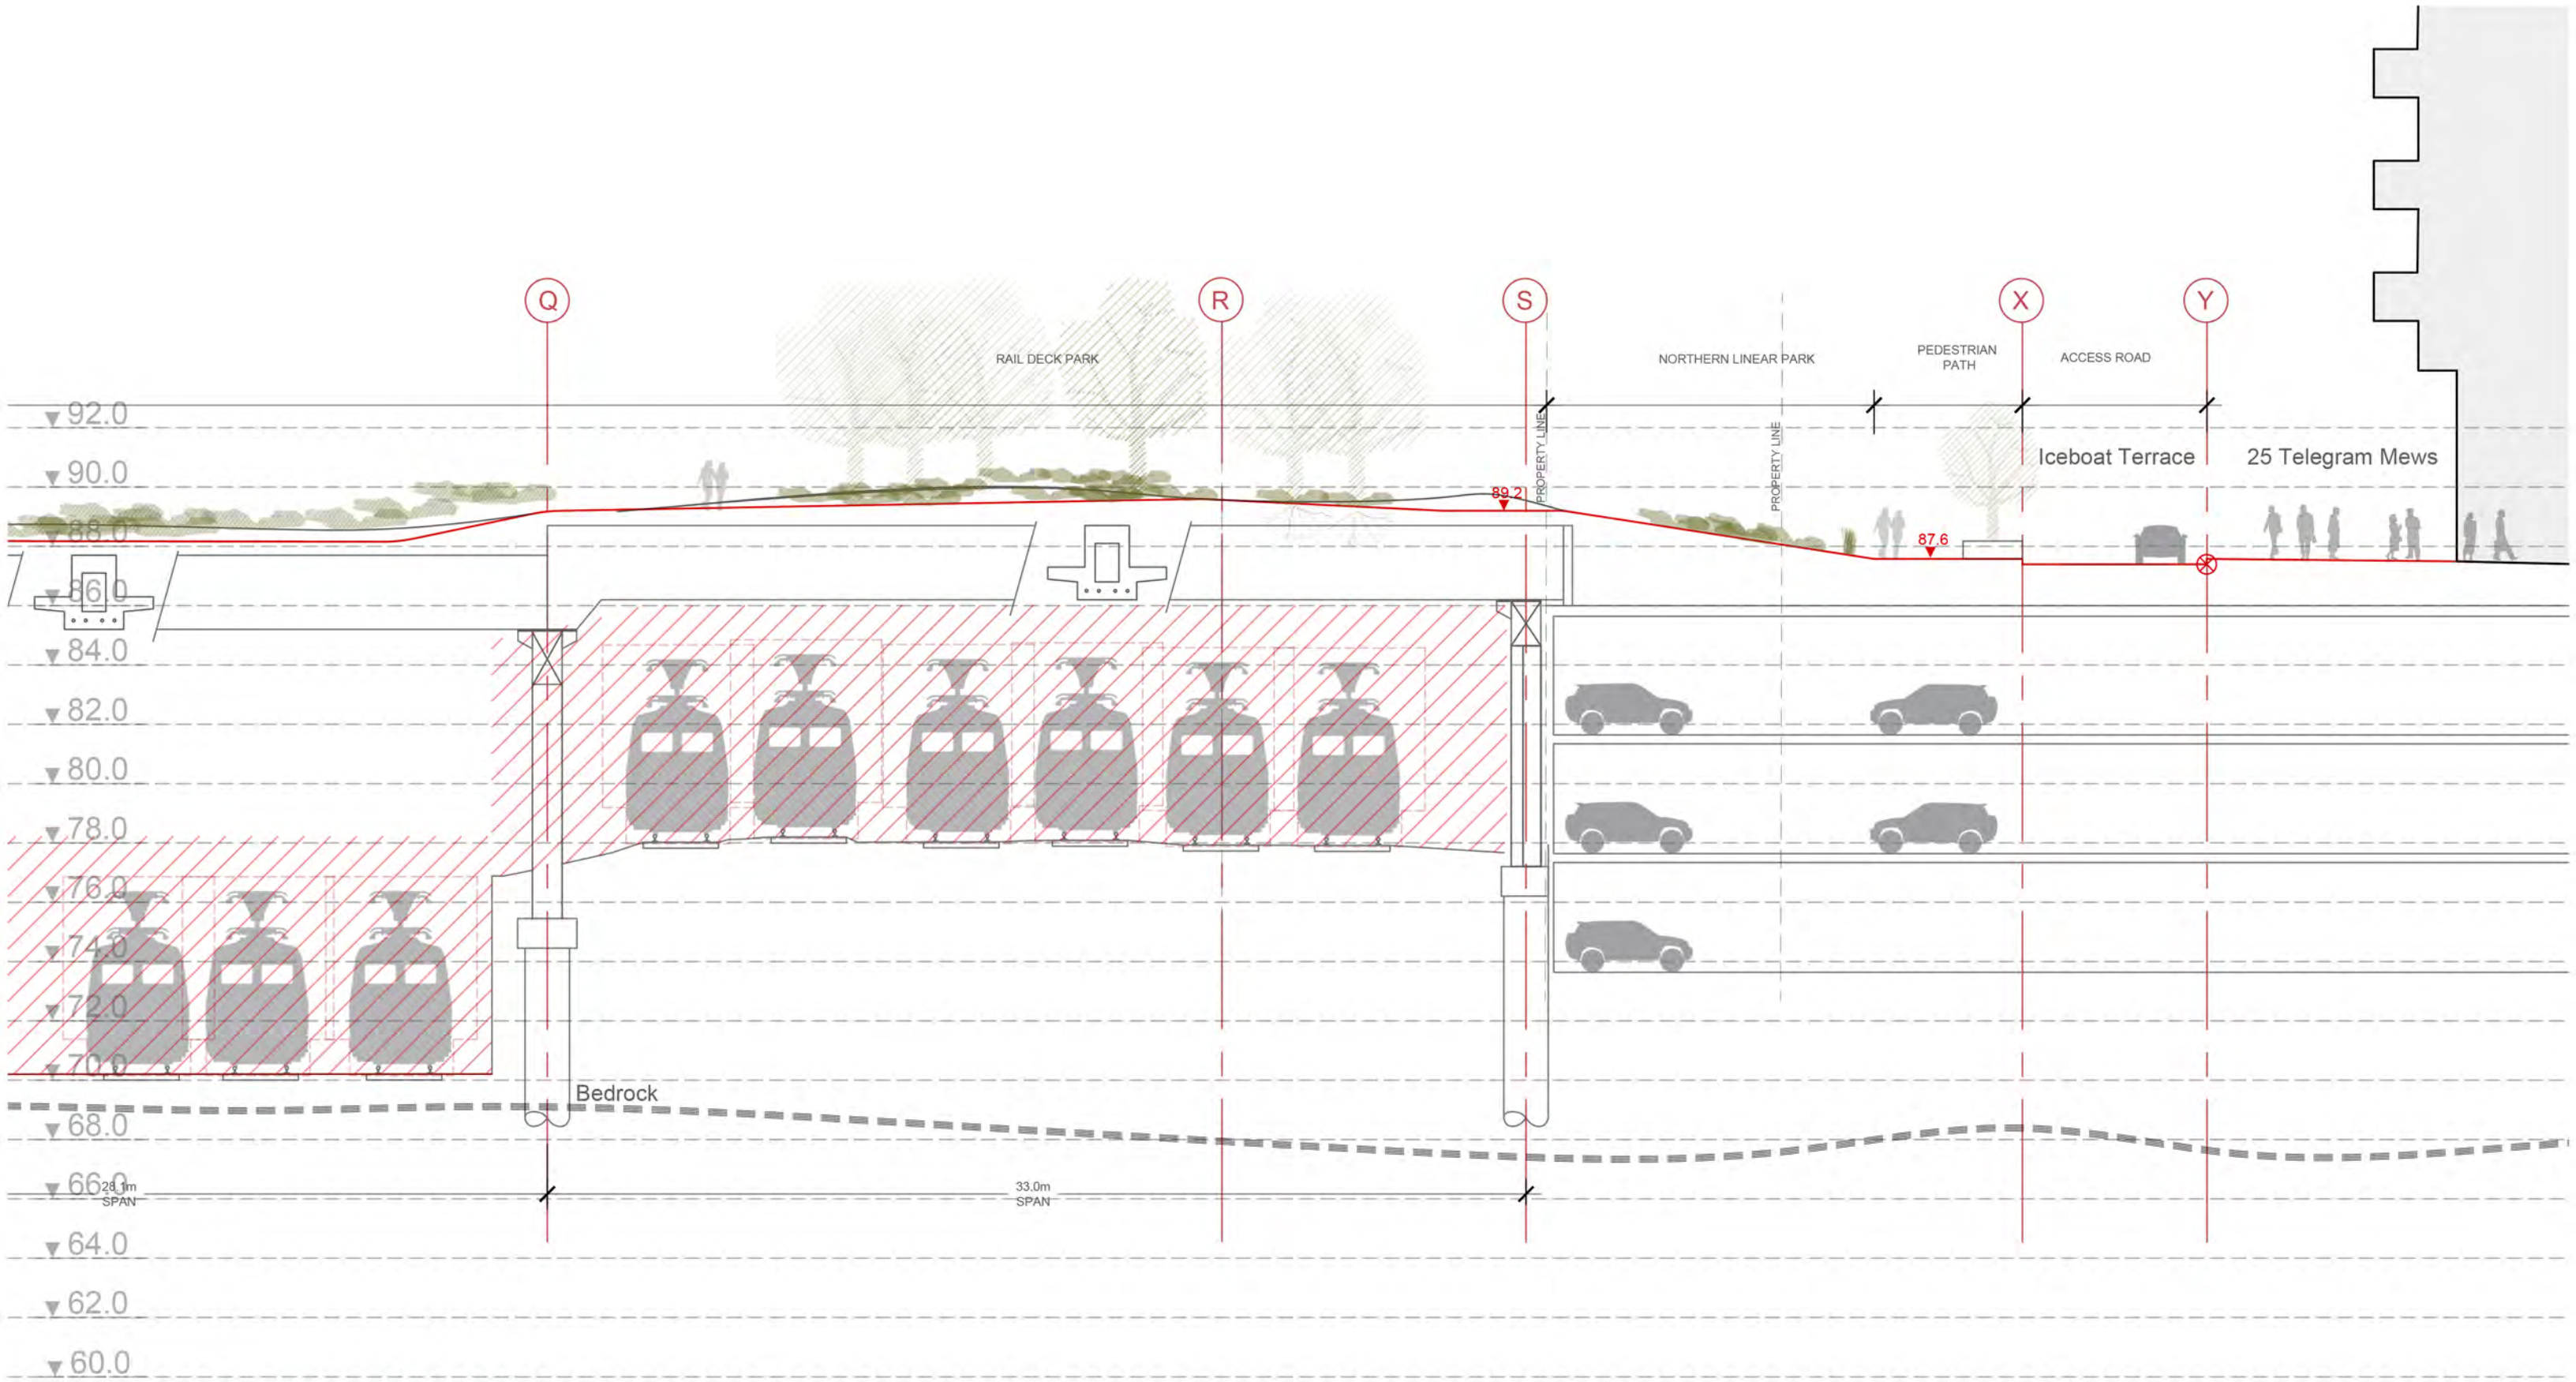 Q
R
S
X
Y
RAIL DECK PARK
NORTHERN LINEAR PARK
PEDESTRIAN
PATH
ACCESS ROAD
92.0
PROPERTY LINE
PROPERTY LINE
Iceboat Terrace
25 Telegram Mews
90.0
89.2
88.0
87.6
86.0
84.0
82.0
80.0
78.0
76.0
74.0
72.0
70.0
Bedrock
68.0
66.0
28.1m
SPAN
33.0m
SPAN
64.0
62.0
60.0